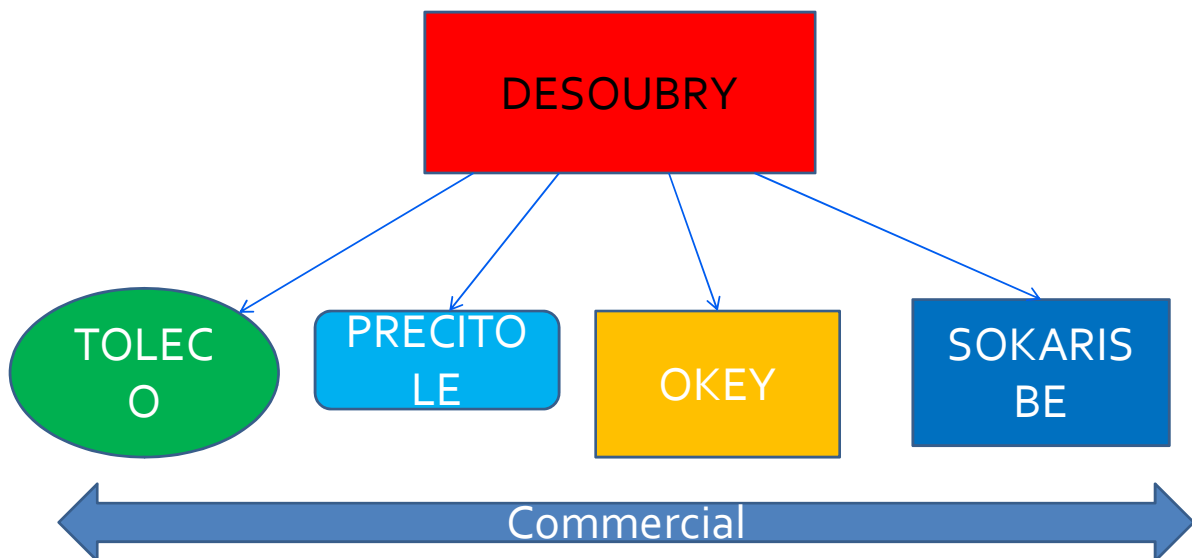 DESOUBRY
TOLEC
O
PRECITO
LE
OKEY
SOKARIS
BE
Commercial